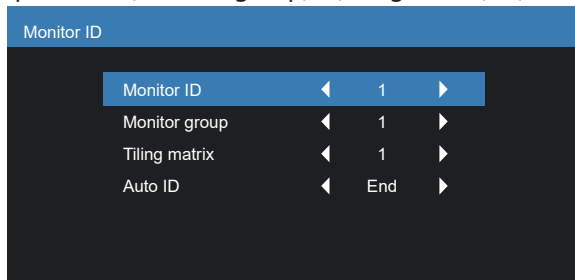 Monitor ID
Monitor ID 1
Monitor group 1
Tiling matrix 1
Auto ID End